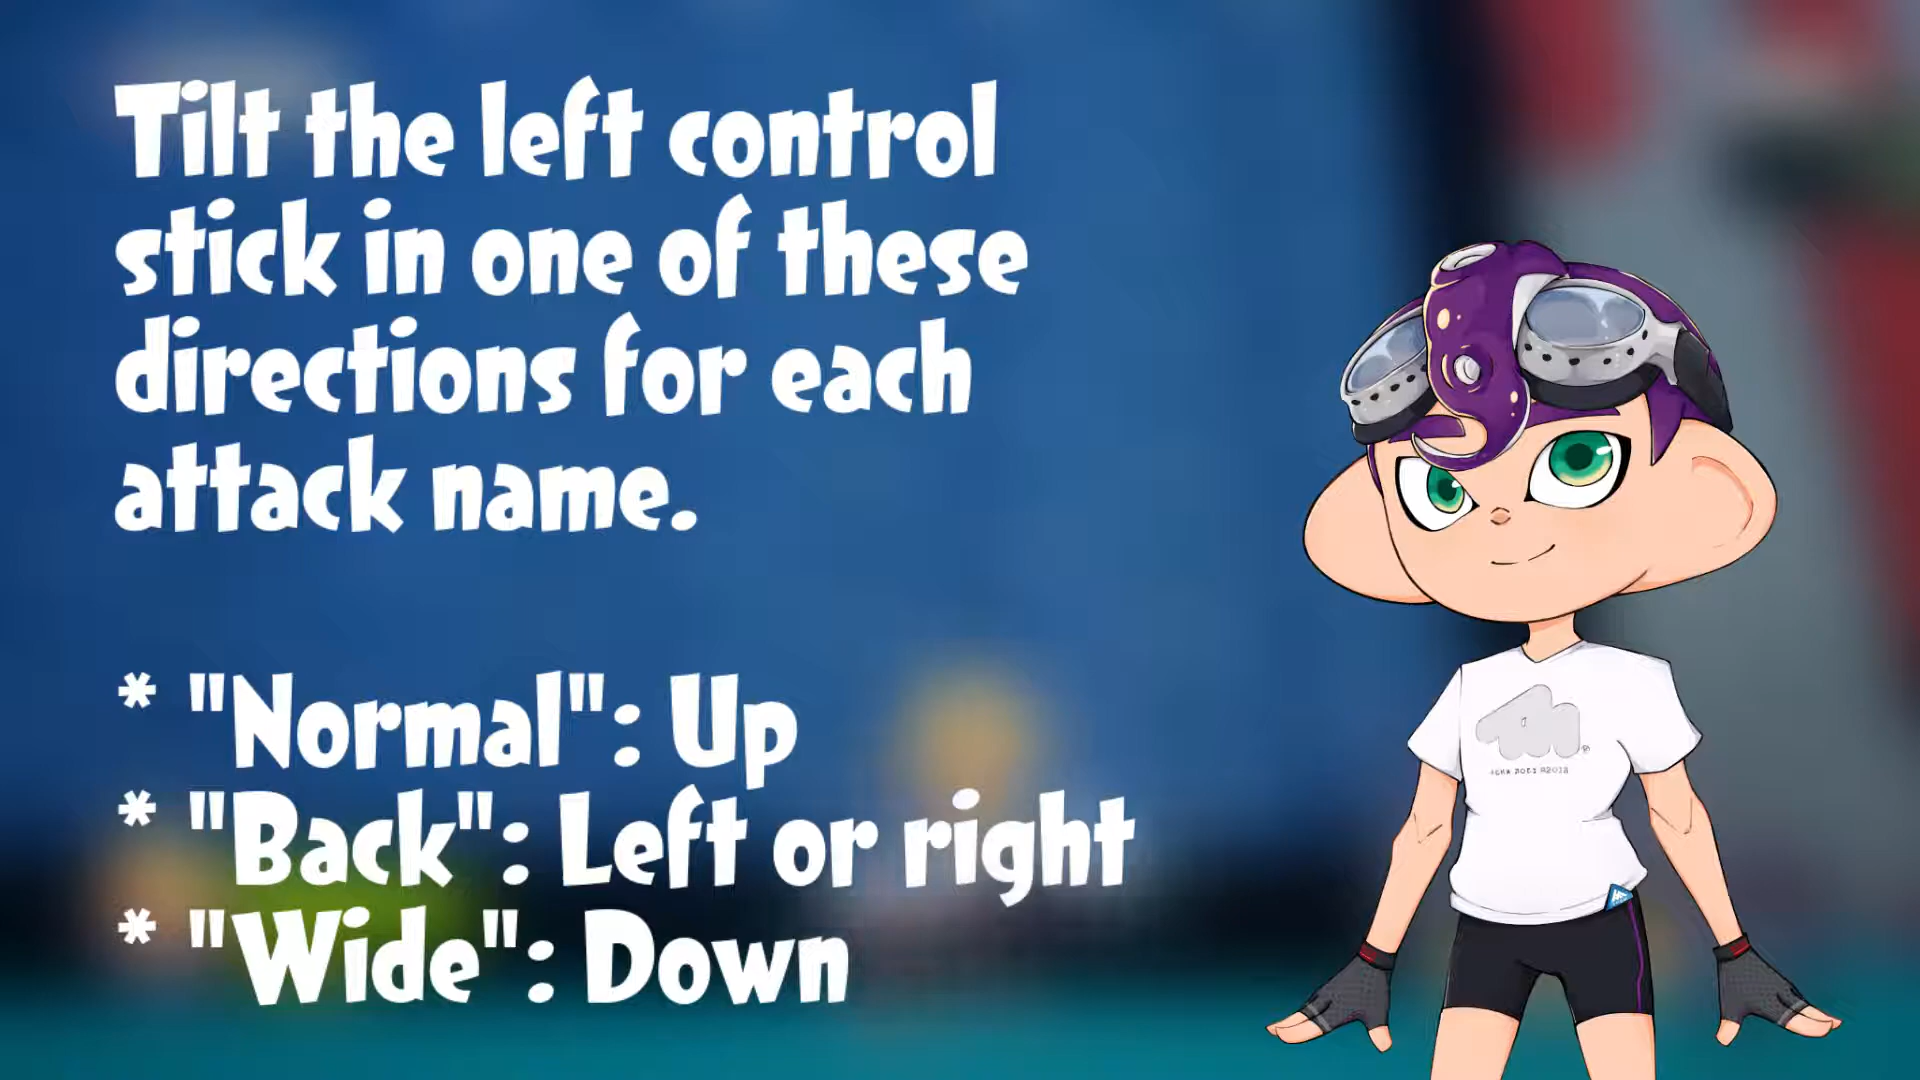 Tilt the left control
stick in one of these
directions for each
attack name.
* "Normal": Up
* "Back": Left or right
* "Wide": Down